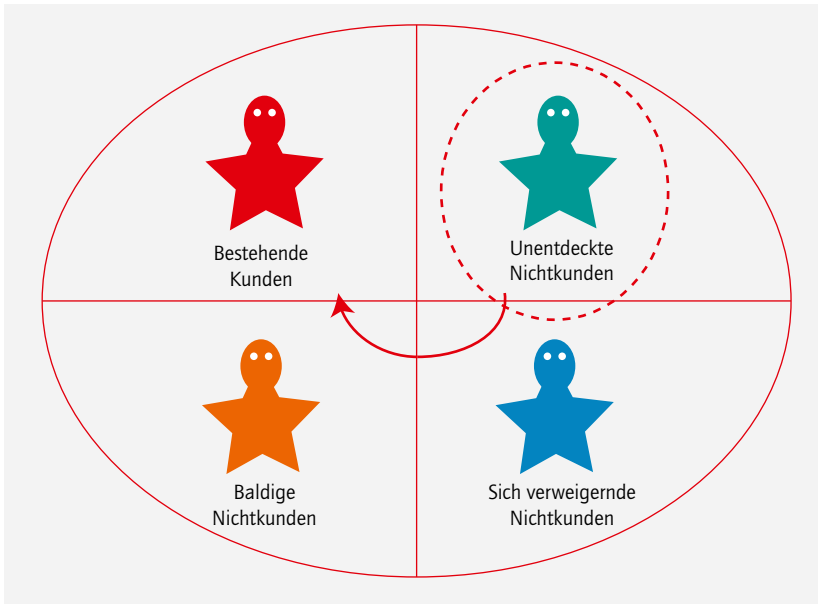 Bestehende
Kunden
Unentdeckte
Nichtkunden
Baldige
Nichtkunden
Sich verweigernde
Nichtkunden